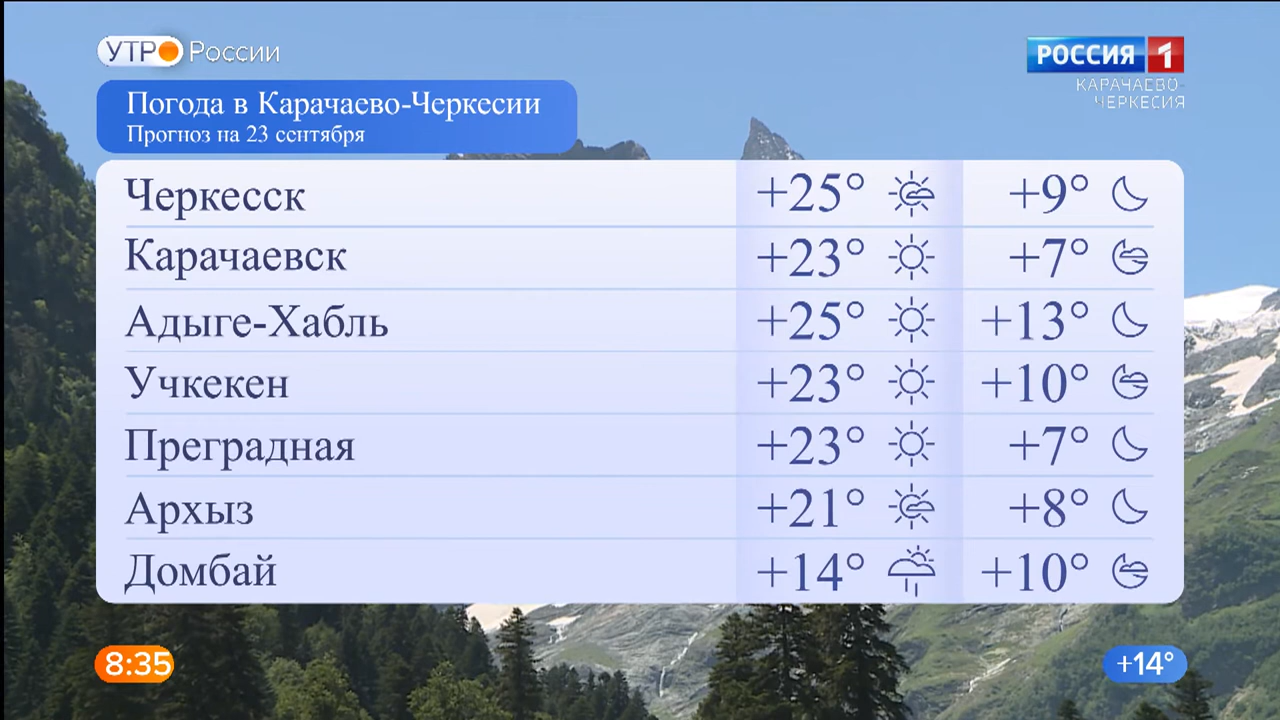 УТРО России
РОССИЯ 1
КАРАЧАЕВО-
ЧЕРКЕСИЯ
Погода в Карачаево-Черкесии
Прогноз на 23 сентября
Черкесск +25° +9°
Карачаевск +23° +7°
Адыге-Хабль +25° +13°
Учкекен +23° +10°
Преградная +23° +7°
Архыз +21° +8°
Домбай +14° +10°
8:35
+14°